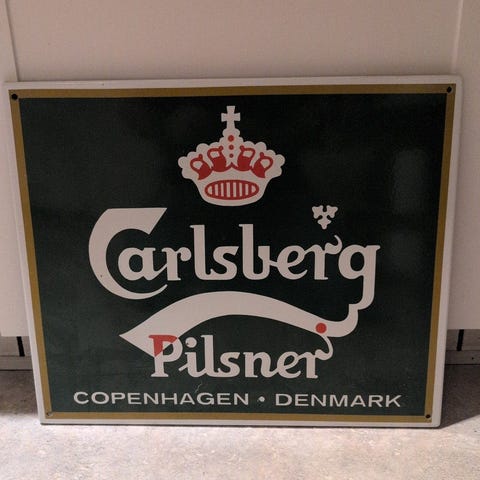 Carlsberg
Pilsner
COPENHAGEN • DENMARK